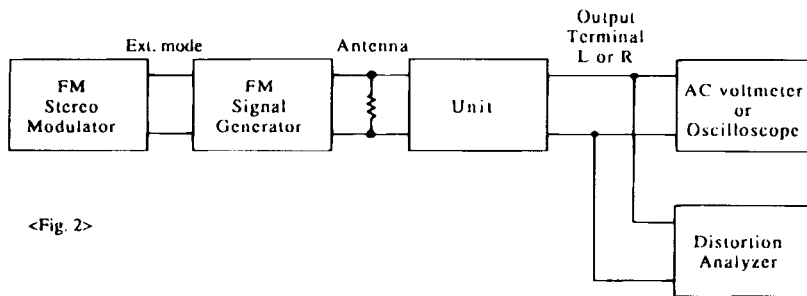 Output
Terminal
L or R
Ext. mode
Antenna
FM
Stereo
Modulator
FM
Signal
Generator
Unit
AC voltmeter
or
Oscilloscope
<Fig. 2>
Distortion
Analyzer